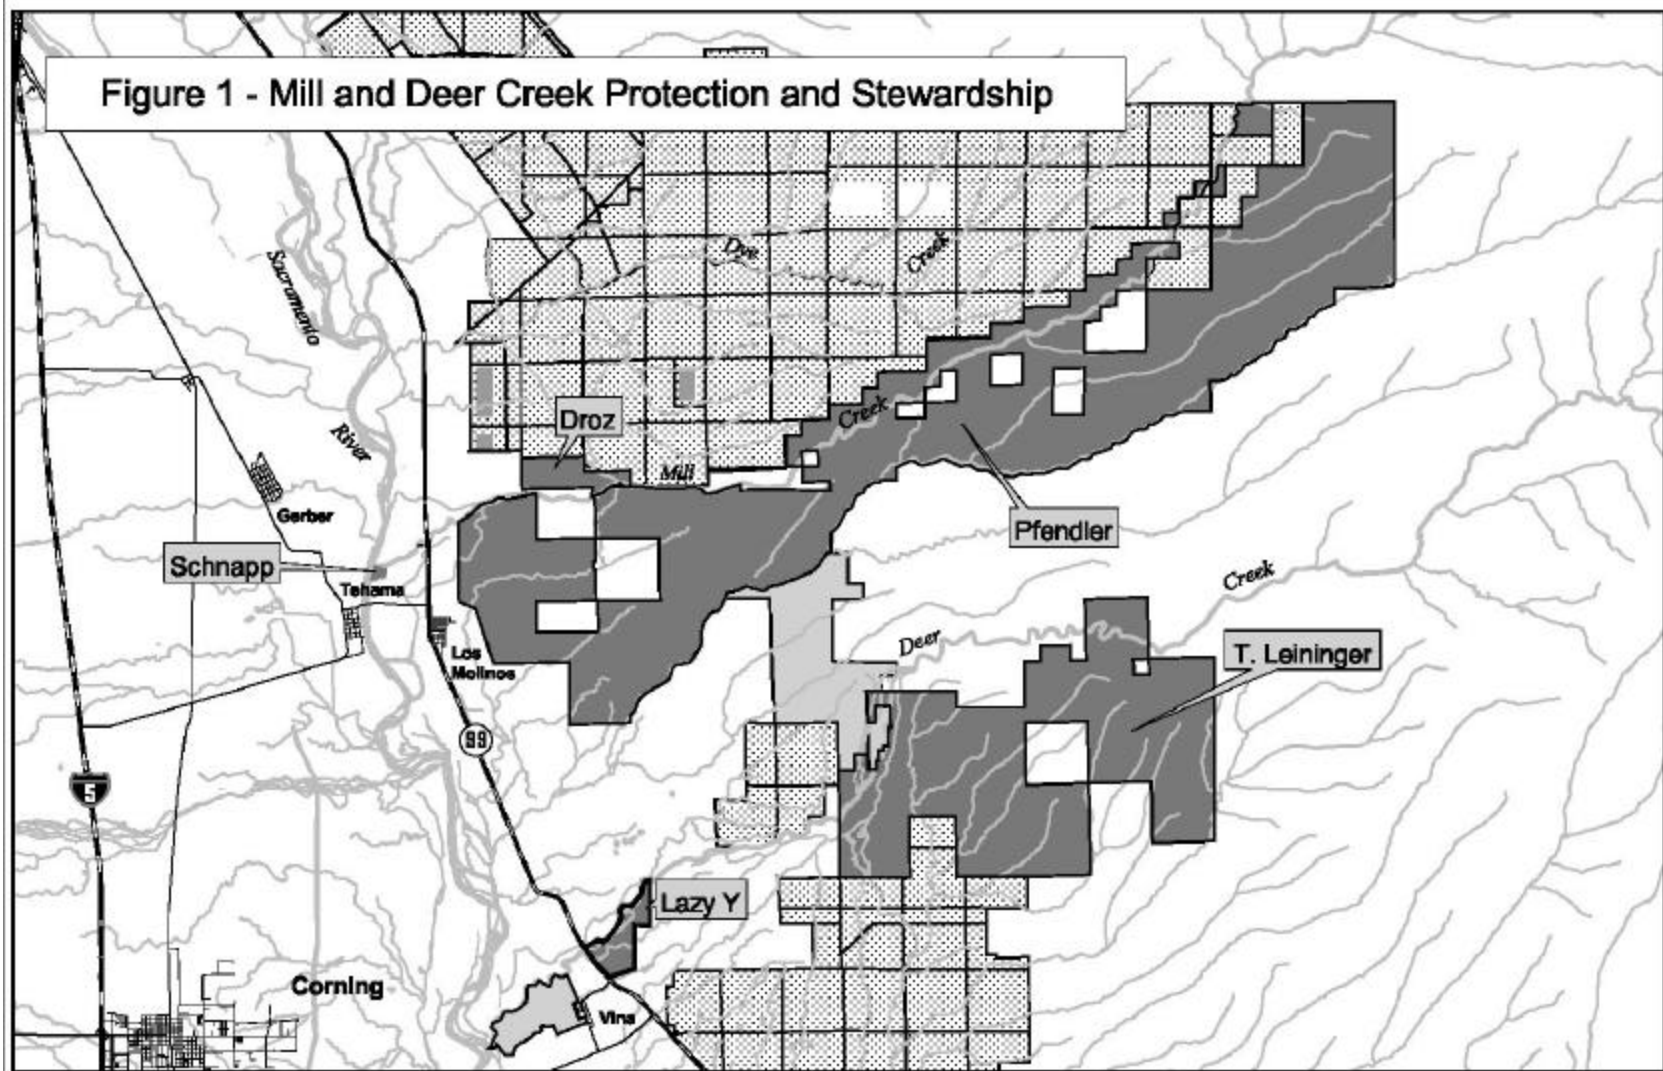 Figure 1 - Mill and Deer Creek Protection and Stewardship
Dye
Creek
Sacramento
River
Droz
Creek
Mill
Gerber
Pfendler
Schnapp
Tehama
Creek
Deer
Los
Molinos
T. Leininger
99
5
Lazy Y
Corning
Vina